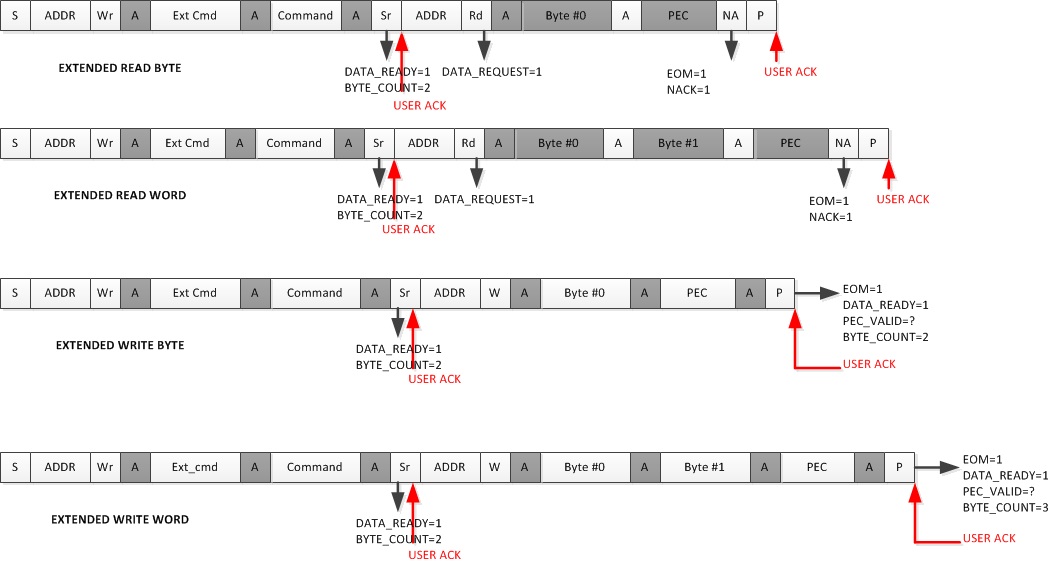 S ADDR Wr A Ext Cmd A Command A Sr ADDR Rd A Byte #0 A PEC NA P
EXTENDED READ BYTE
DATA_READY=1
BYTE_COUNT=2
USER ACK
DATA_REQUEST=1
EOM=1
NACK=1
USER ACK
S ADDR Wr A Ext Cmd A Command A Sr ADDR Rd A Byte #0 A Byte #1 A PEC NA P
EXTENDED READ WORD
DATA_READY=1
BYTE_COUNT=2
USER ACK
DATA_REQUEST=1
EOM=1
NACK=1
USER ACK
S ADDR Wr A Ext Cmd A Command A Sr ADDR W A Byte #0 A PEC A P
EXTENDED WRITE BYTE
DATA_READY=1
BYTE_COUNT=2
USER ACK
EOM=1
DATA_READY=1
PEC_VALID=?
BYTE_COUNT=2
USER ACK
S ADDR Wr A Ext_cmd A Command A Sr ADDR W A Byte #0 A Byte #1 A PEC A P
EXTENDED WRITE WORD
DATA_READY=1
BYTE_COUNT=2
USER ACK
EOM=1
DATA_READY=1
PEC_VALID=?
BYTE_COUNT=3
USER ACK